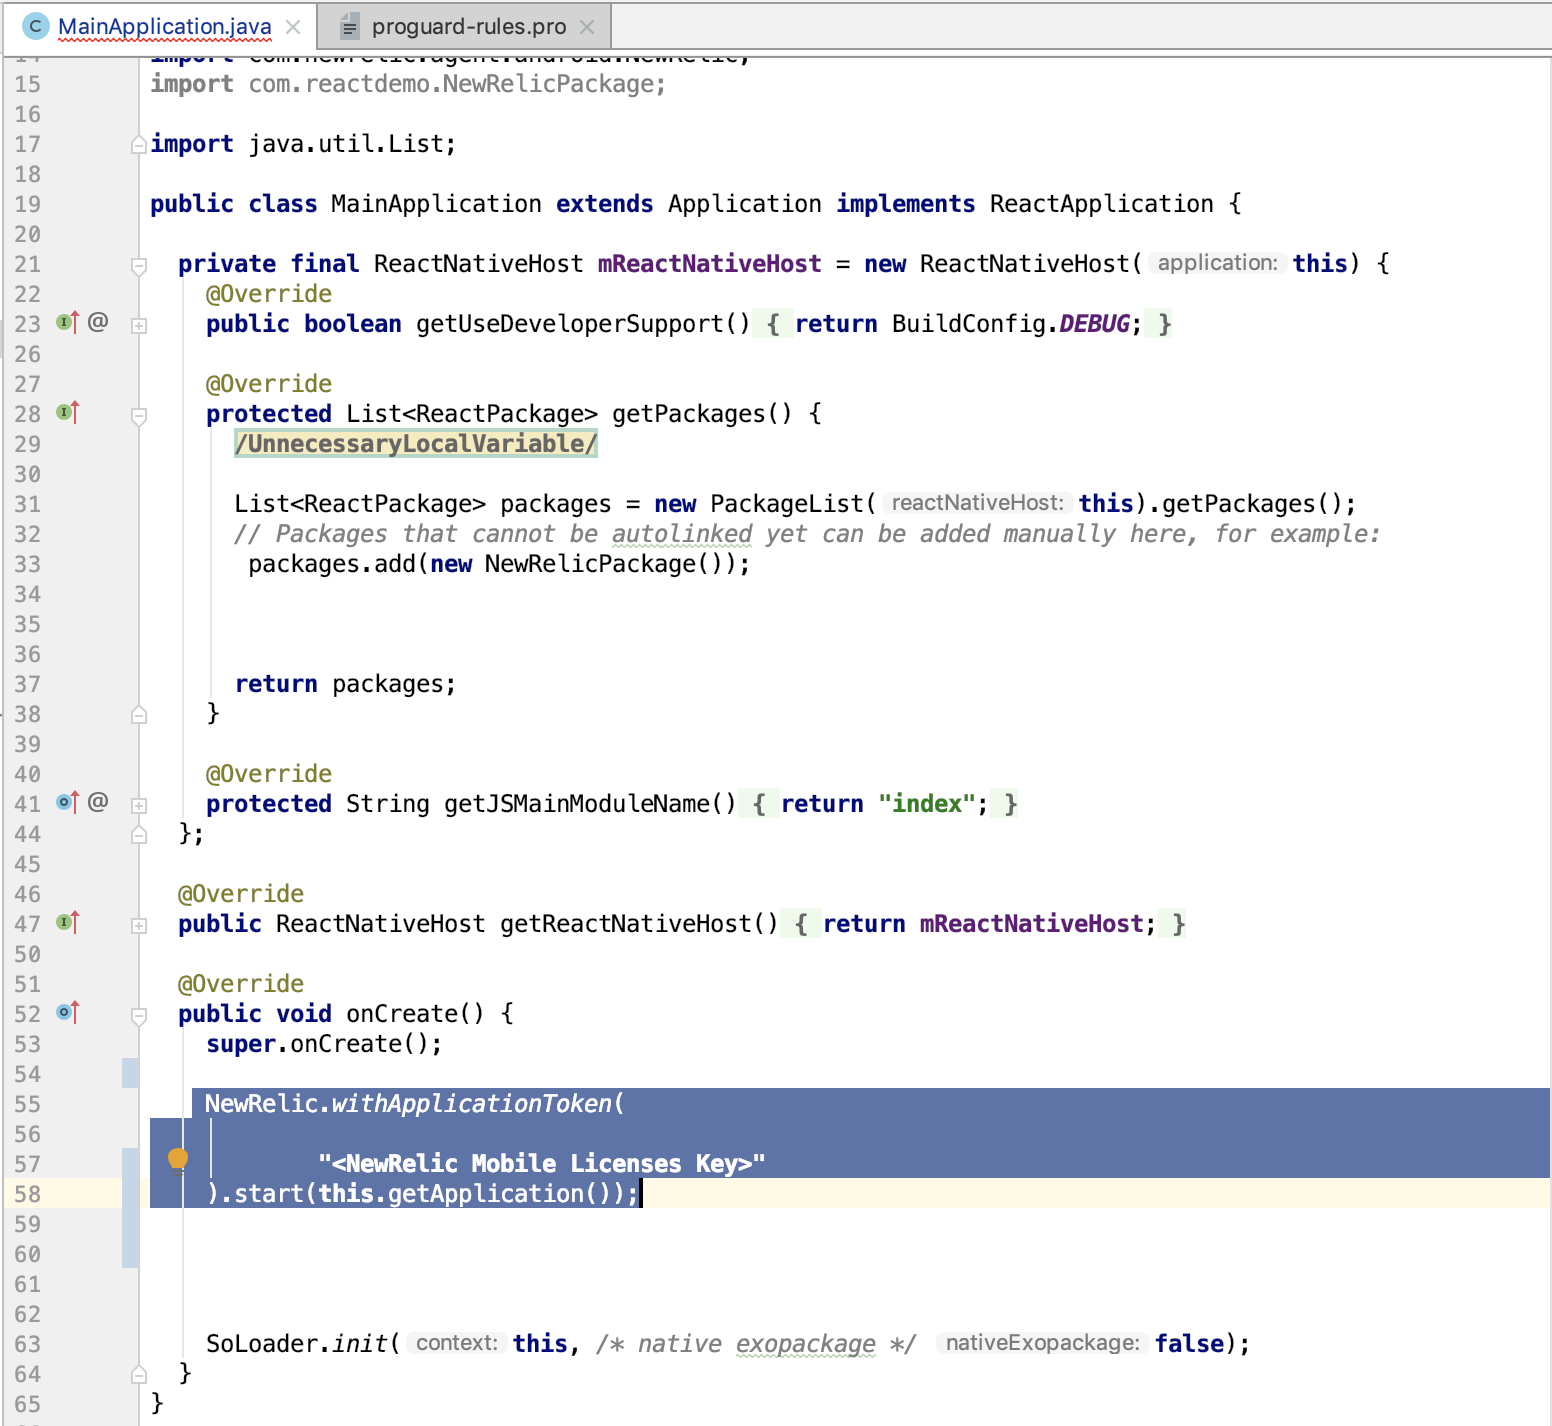 C MainApplication.java × proguard-rules.pro ×
14 import com.newrelic.agent.android.NewRelic;
15 import com.reactdemo.NewRelicPackage;
16
17 import java.util.List;
18
19 public class MainApplication extends Application implements ReactApplication {
20
21 private final ReactNativeHost mReactNativeHost = new ReactNativeHost( application: this) {
22 @Override
23 I @ public boolean getUseDeveloperSupport() { return BuildConfig.DEBUG; }
26
27 @Override
28 I protected List<ReactPackage> getPackages() {
29 /UnnecessaryLocalVariable/
30
31 List<ReactPackage> packages = new PackageList( reactNativeHost: this).getPackages();
32 // Packages that cannot be autolinked yet can be added manually here, for example:
33 packages.add(new NewRelicPackage());
34
35
36
37 return packages;
38 }
39
40 @Override
41 @ protected String getJSMainModuleName() { return "index"; }
44 };
45
46 @Override
47 I public ReactNativeHost getReactNativeHost() { return mReactNativeHost; }
50
51 @Override
52 public void onCreate() {
53 super.onCreate();
54
55 NewRelic.withApplicationToken(
56
57 "<NewRelic Mobile Licenses Key>"
58 ).start(this.getApplication());
59
60
61
62
63 SoLoader.init( context: this, /* native exopackage */ nativeExopackage: false);
64 }
65 }